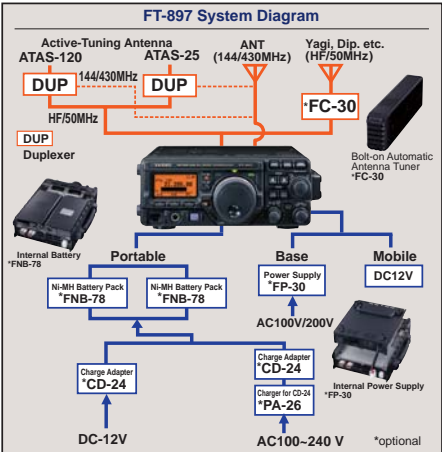 FT-897 System Diagram
Active-Tuning Antenna
ATAS-120
ATAS-25
ANT
(144/430MHz)
Yagi, Dip. etc.
(HF/50MHz)
DUP
144/430MHz
DUP
*FC-30
HF/50MHz
DUP
Duplexer
Bolt-on Automatic
Antenna Tuner
*FC-30
Internal Battery
*FNB-78
Portable
Base
Mobile
Ni-MH Battery Pack
*FNB-78
Ni-MH Battery Pack
*FNB-78
Power Supply
*FP-30
DC12V
AC100V/200V
Charge Adapter
*CD-24
Charge Adapter
*CD-24
Charger for CD-24
*PA-26
Internal Power Supply
*FP-30
DC-12V
AC100~240 V
*optional